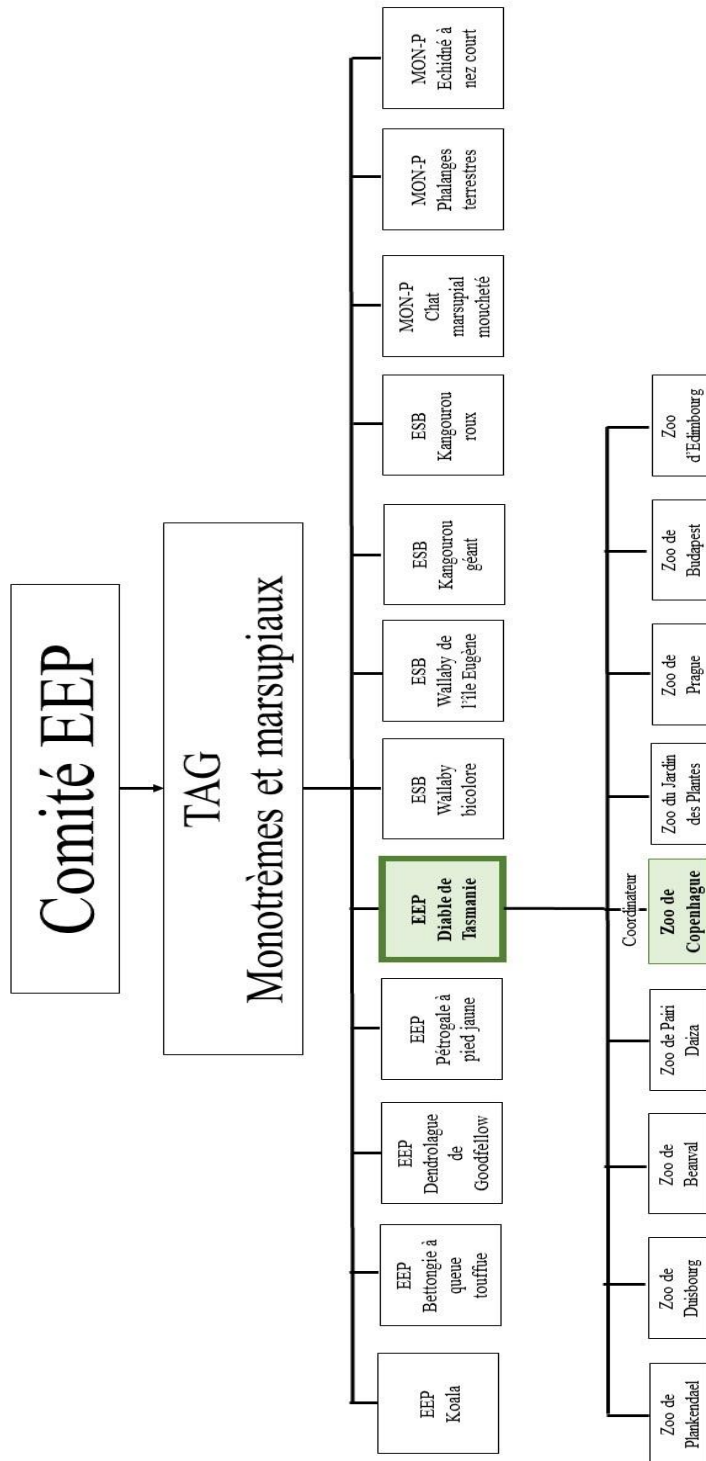 Comité EEP
TAG
Monotrèmes et marsupiaux
EEP
Koala
EEP
Bettongie à
queue
touffue
EEP
Dendrolague
de
Goodfellow
EEP
Pétrogale à
pied jaune
EEP
Diable de
Tasmanie
ESB
Wallaby
bicolore
ESB
Wallaby de
l'île Eugène
ESB
Kangourou
géant
ESB
Kangourou
roux
MON-P
Chat
marsupial
moucheté
MON-P
Phalanges
terrestres
MON-P
Echidné à
nez court
Zoo de
Plankendael
Zoo de
Duisbourg
Zoo de
Beauval
Zoo de Pairi
Daiza
Coordinateur
Zoo de
Copenhague
Zoo du Jardin
des Plantes
Zoo de
Prague
Zoo de
Budapest
Zoo
d'Edimbourg